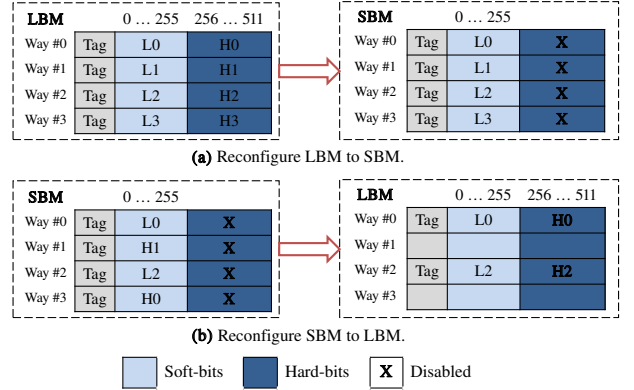 LBM 0 ... 255 256 ... 511
Way #0 Tag L0 H0
Way #1 Tag L1 H1
Way #2 Tag L2 H2
Way #3 Tag L3 H3
SBM 0 ... 255
Way #0 Tag L0 X
Way #1 Tag L1 X
Way #2 Tag L2 X
Way #3 Tag L3 X
(a) Reconfigure LBM to SBM.
SBM 0 ... 255
Way #0 Tag L0 X
Way #1 Tag H1 X
Way #2 Tag L2 X
Way #3 Tag H0 X
LBM 0 ... 255 256 ... 511
Way #0 Tag L0 H0
Way #1
Way #2 Tag L2 H2
Way #3
(b) Reconfigure SBM to LBM.
Soft-bits Hard-bits X Disabled